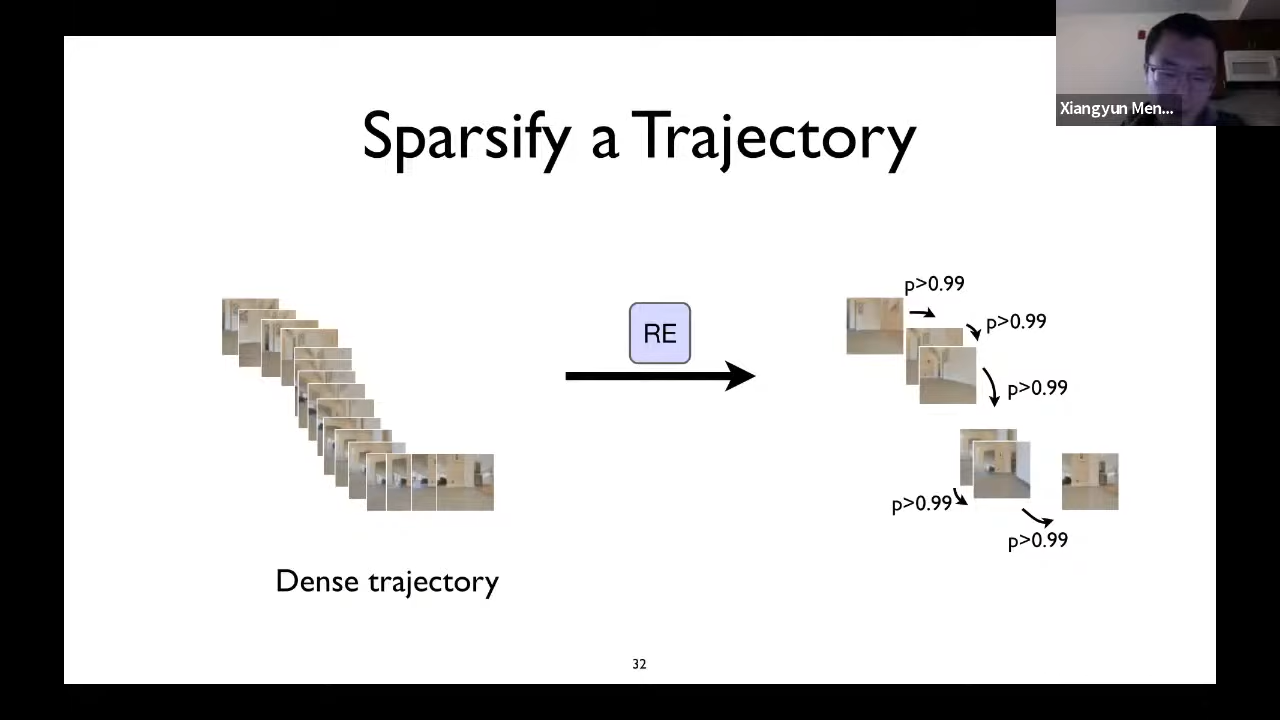 Xiangyun Men...
Sparsify a Trajectory
p>0.99
p>0.99
RE
p>0.99
p>0.99
p>0.99
Dense trajectory
32